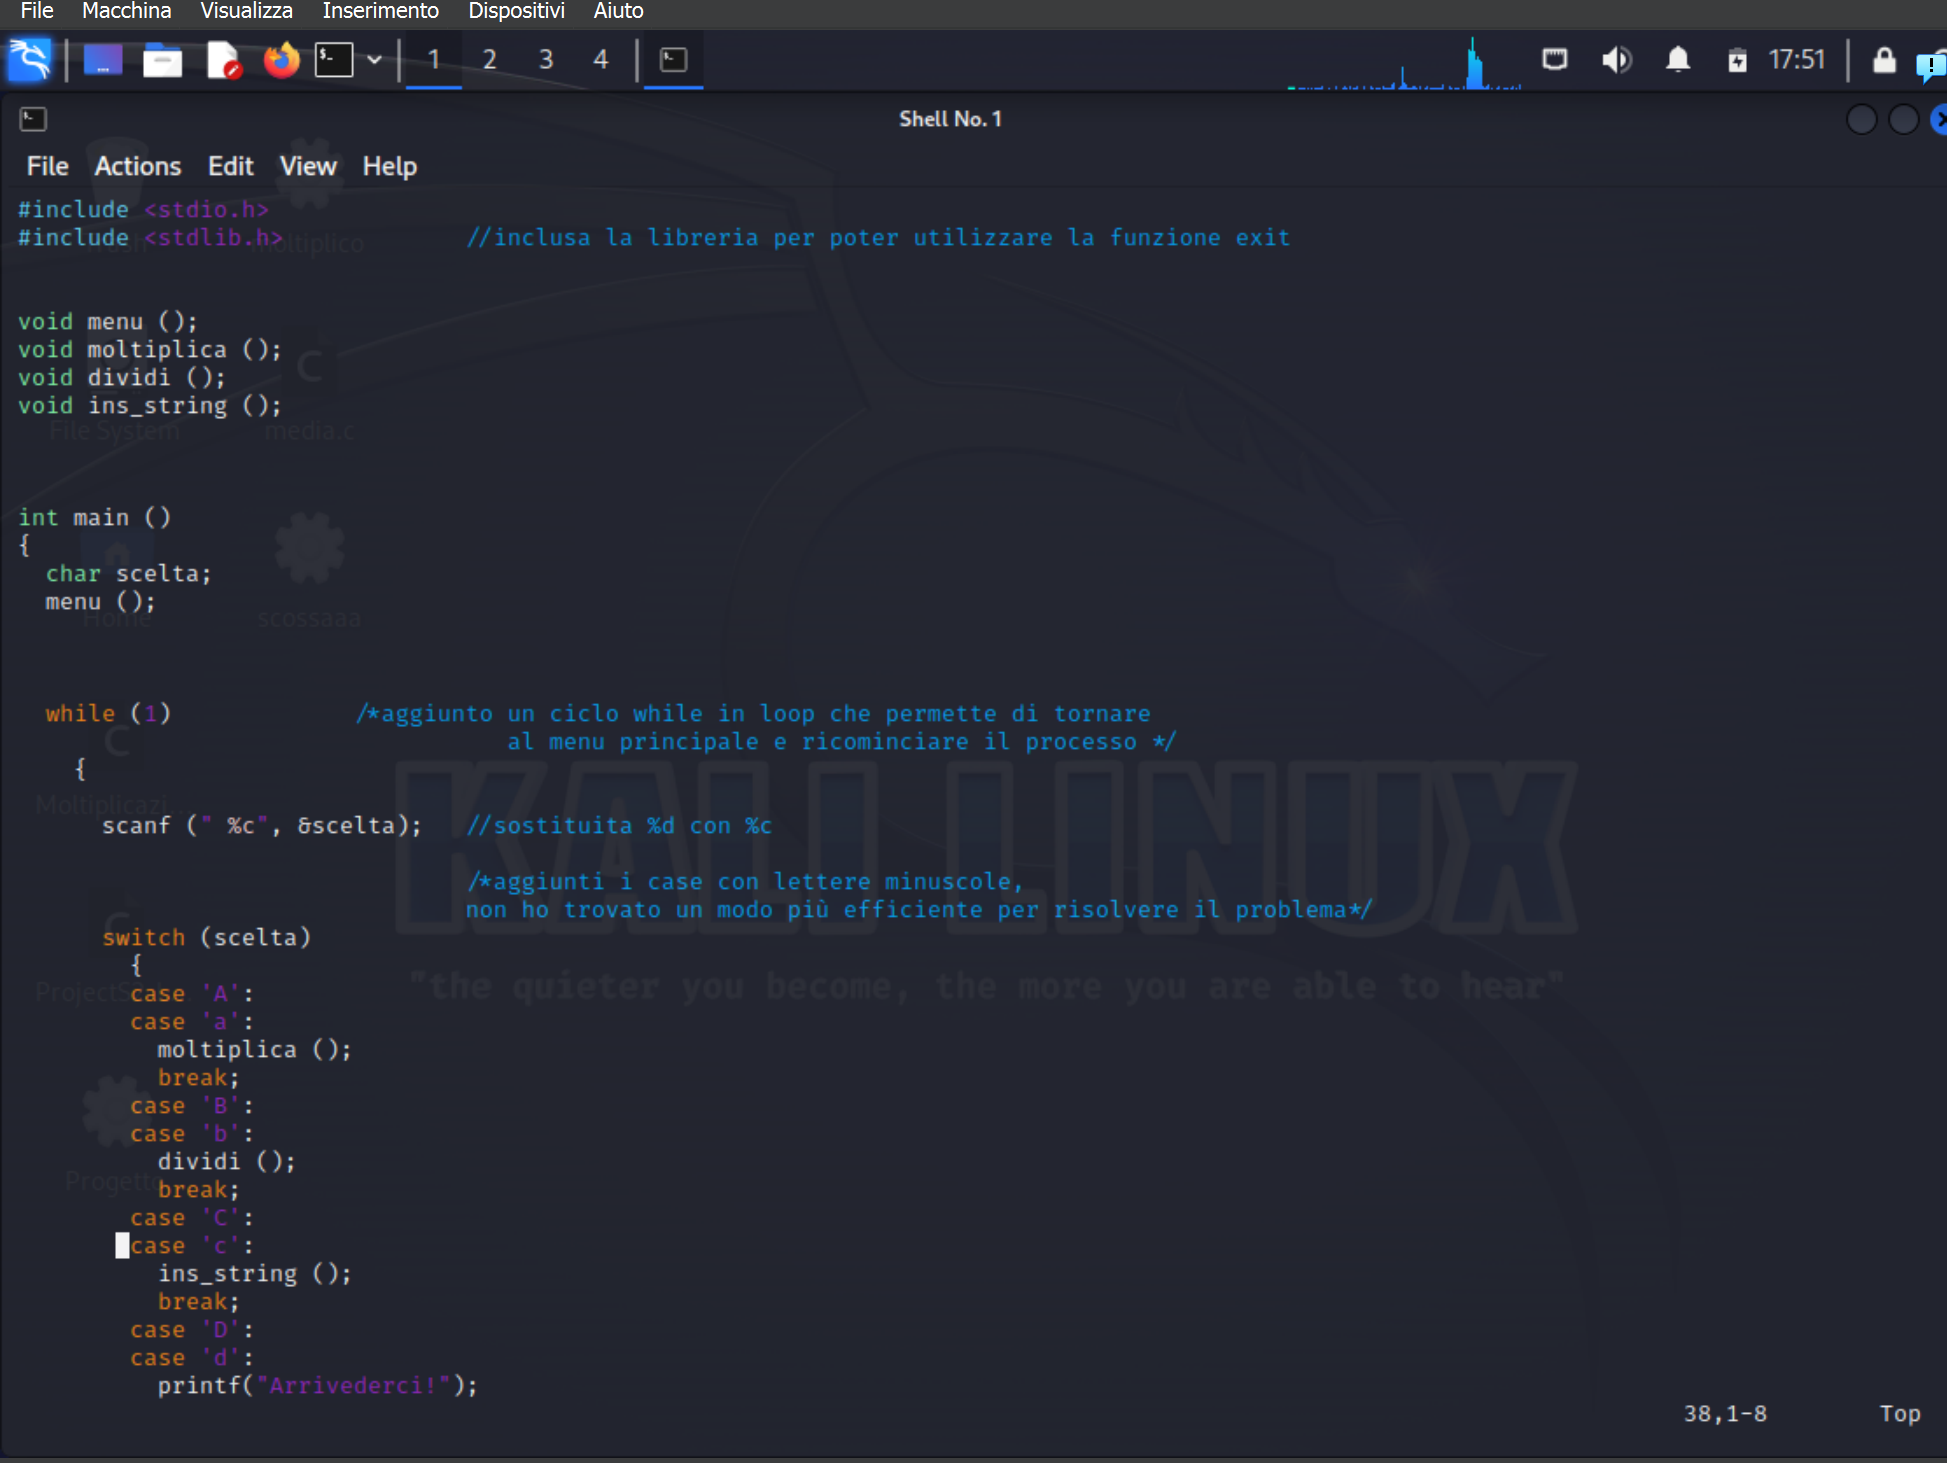 File Macchina Visualizza Inserimento Dispositivi Aiuto
1 2 3 4 17:51
Shell No. 1
File Actions Edit View Help
#include <stdio.h>
#include <stdlib.h> //inclusa la libreria per poter utilizzare la funzione exit
void menu ();
void moltiplica ();
void dividi ();
void ins_string ();
File System media.c
int main ()
{
char scelta;
menu ();
Home scossaaa
while (1) /*aggiunto un ciclo while in loop che permette di tornare
al menu principale e ricominciare il processo */
{
KALI LINUX
scanf (" %c", &scelta); //sostituita %d con %c
/*aggiunti i case con lettere minuscole,
non ho trovato un modo più efficiente per risolvere il problema*/
switch (scelta)
{
"the quieter you become, the more you are able to hear"
case 'A':
case 'a':
moltiplica ();
break;
case 'B':
case 'b':
dividi ();
break;
case 'C':
case 'c':
ins_string ();
break;
case 'D':
case 'd':
printf("Arrivederci!");
38,1-8 Top